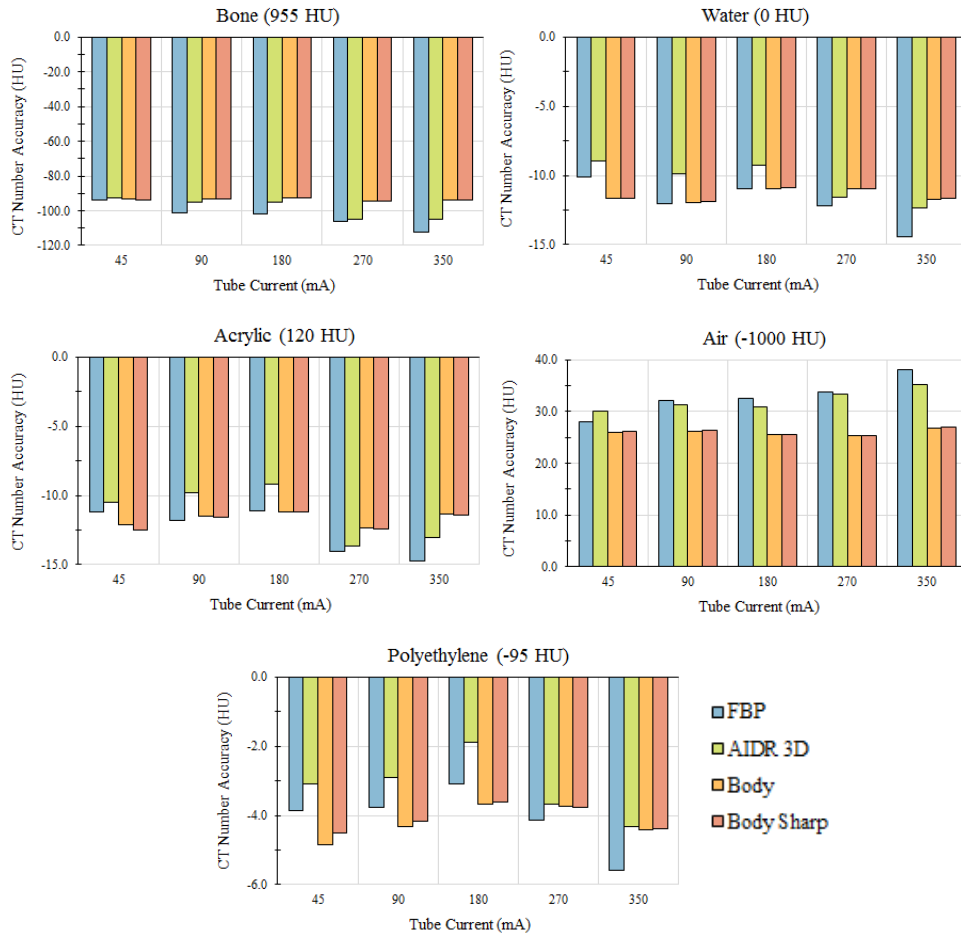 Bone (955 HU)
CT Number Accuracy (HU)
0.0
-20.0
-40.0
-60.0
-80.0
-100.0
-120.0
45 90 180 270 350
Tube Current (mA)
Water (0 HU)
CT Number Accuracy (HU)
0.0
-5.0
-10.0
-15.0
45 90 180 270 350
Tube Current (mA)
Acrylic (120 HU)
CT Number Accuracy (HU)
0.0
-5.0
-10.0
-15.0
45 90 180 270 350
Tube Current (mA)
Air (-1000 HU)
CT Number Accuracy (HU)
40.0
30.0
20.0
10.0
0.0
45 90 180 270 350
Tube Current (mA)
Polyethylene (-95 HU)
CT Number Accuracy (HU)
0.0
-2.0
-4.0
-6.0
45 90 180 270 350
Tube Current (mA)
FBP
AIDR 3D
Body
Body Sharp